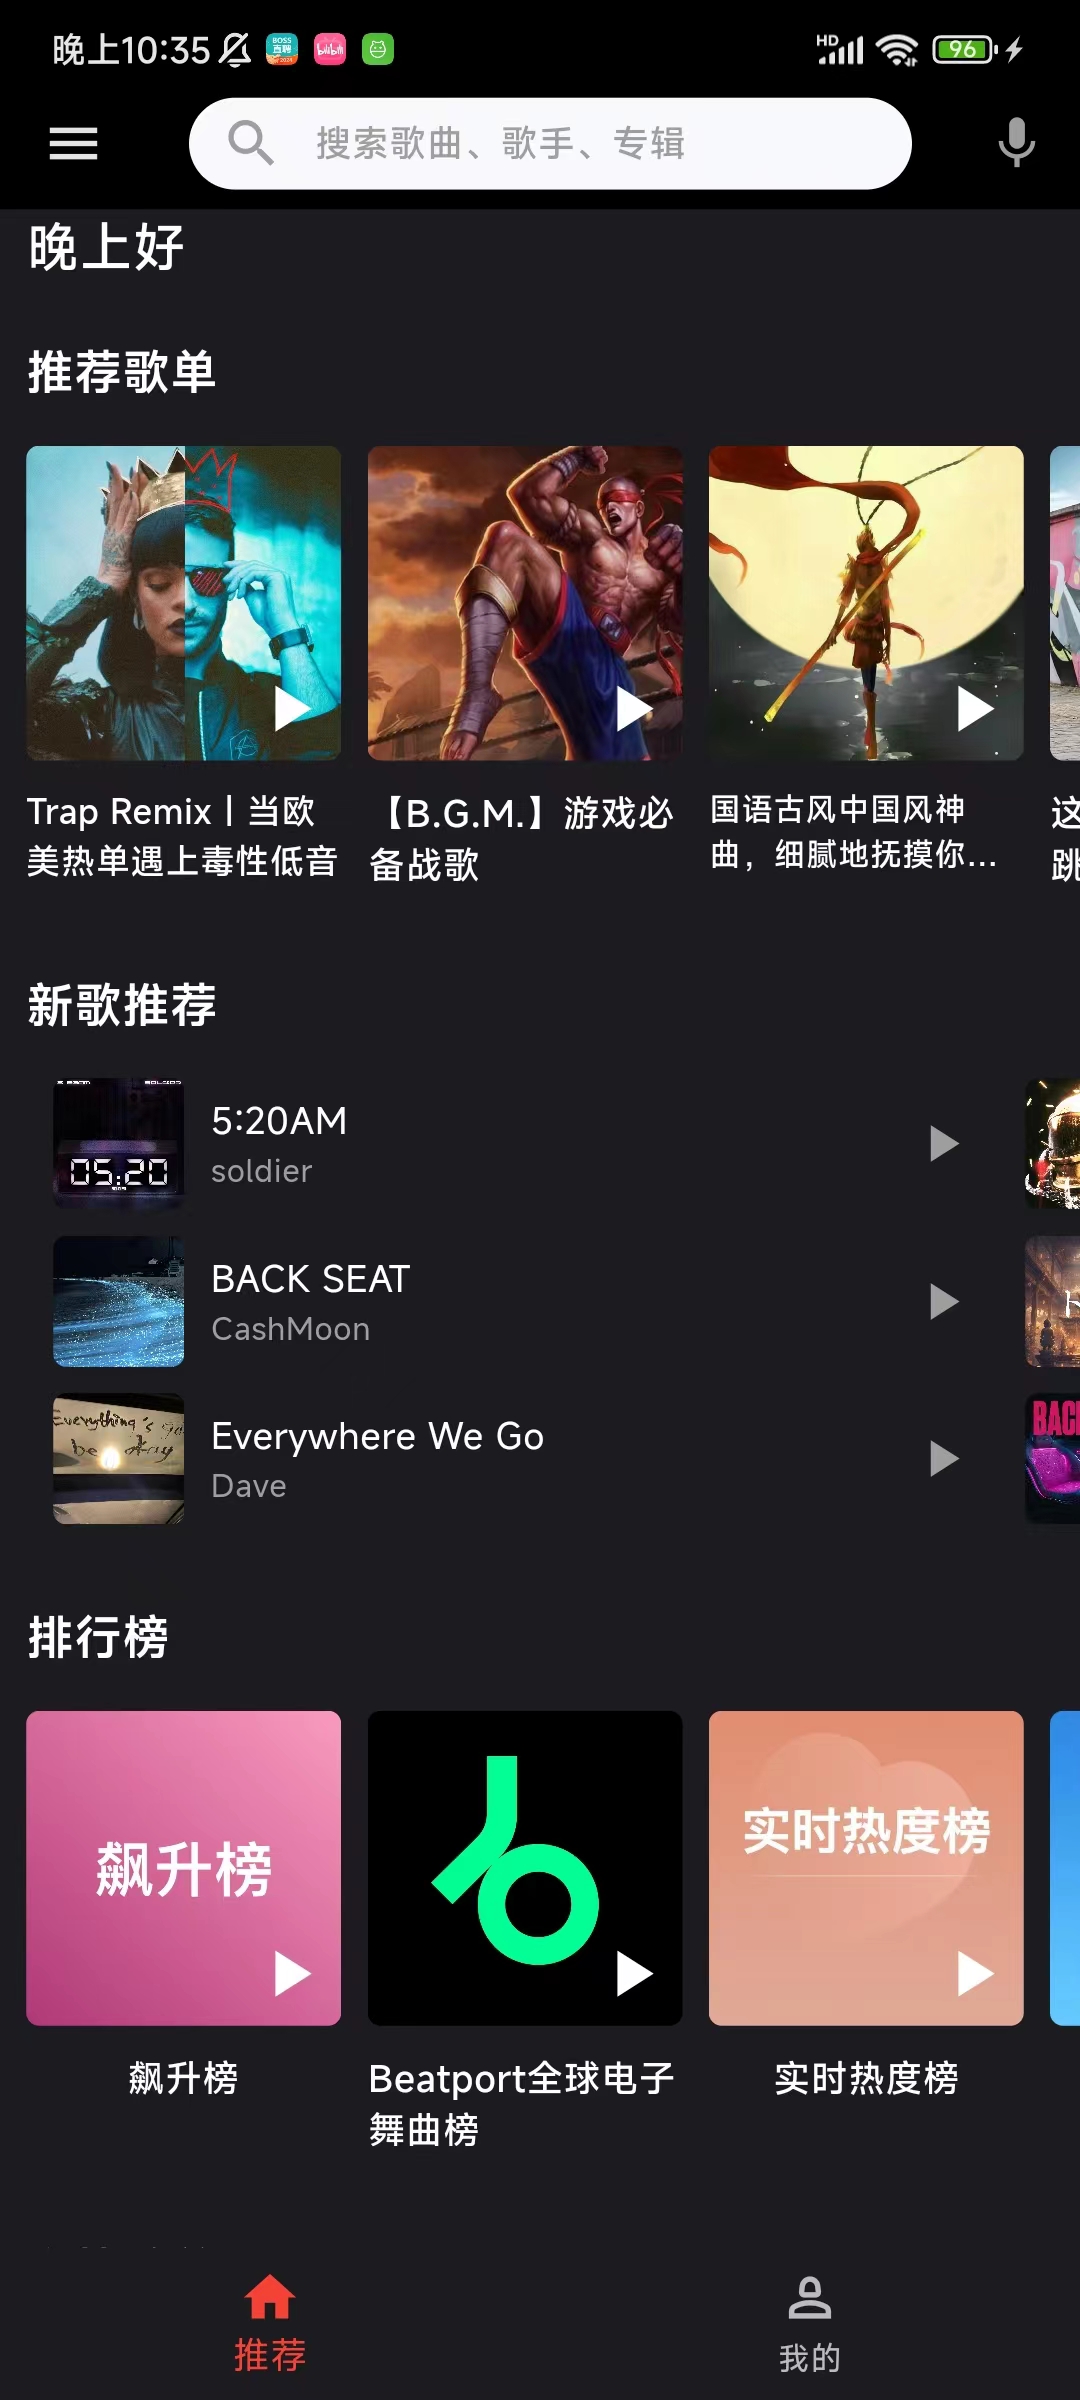 晚上10:35
BOSS
直聘
bilibili
HD
96
搜索歌曲、歌手、专辑
晚上好
推荐歌单
Trap Remix丨当欧
美热单遇上毒性低音
【B.G.M.】游戏必
备战歌
国语古风中国风神
曲，细腻地抚摸你...
这
跳
新歌推荐
05:20
5:20AM
soldier
BACK SEAT
CashMoon
Everything's go
be okay
Everywhere We Go
Dave
BAC
排行榜
飙升榜
实时热度榜
飙升榜
Beatport全球电子
舞曲榜
实时热度榜
推荐
我的